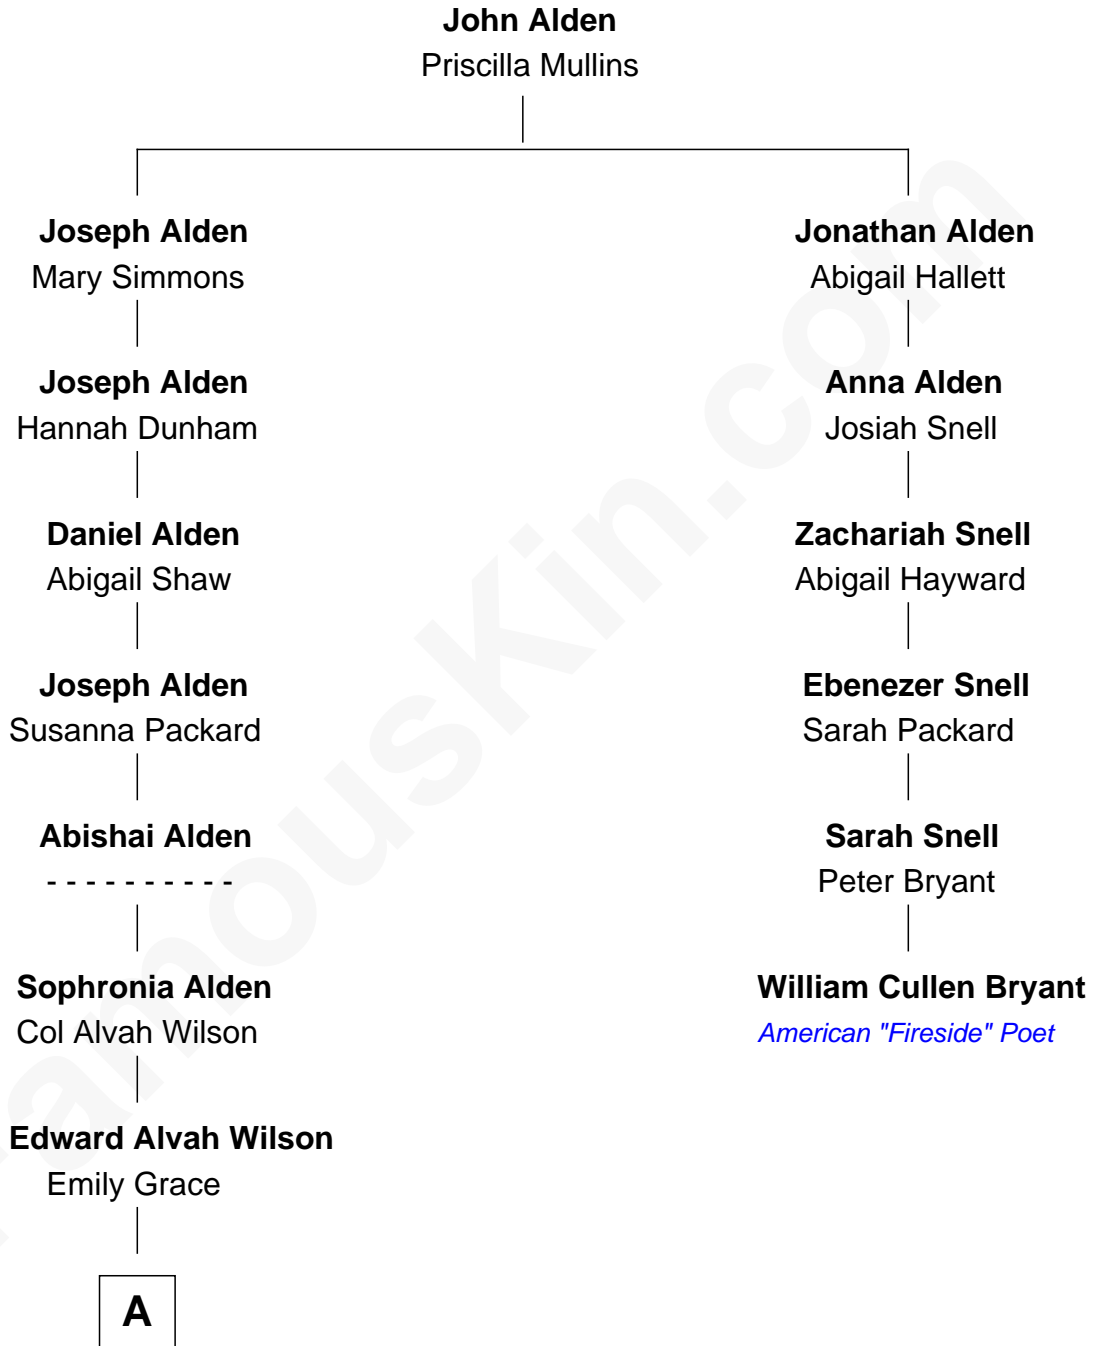 John Alden
Priscilla Mullins
Joseph Alden
Mary Simmons
Jonathan Alden
Abigail Hallett
Joseph Alden
Hannah Dunham
Anna Alden
Josiah Snell
Daniel Alden
Abigail Shaw
Zachariah Snell
Abigail Hayward
Joseph Alden
Susanna Packard
Ebenezer Snell
Sarah Packard
Abishai Alden
- - - - - - - - - -
Sarah Snell
Peter Bryant
Sophronia Alden
Col Alvah Wilson
William Cullen Bryant
American "Fireside" Poet
Edward Alvah Wilson
Emily Grace
A
FamousKin.com